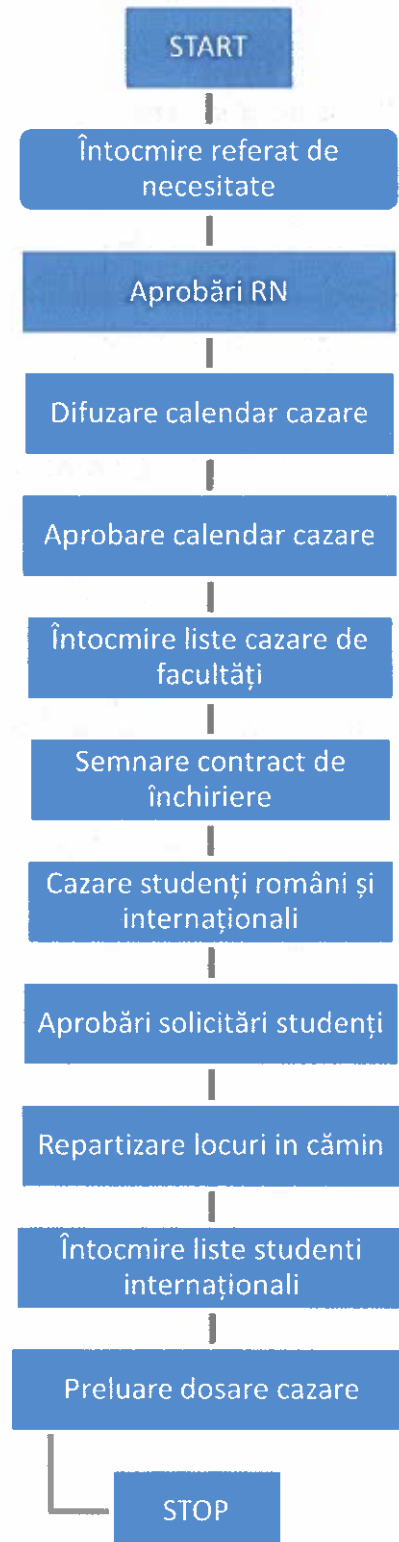 START
Întocmire referat de
necesitate
Aprobări RN
Difuzare calendar cazare
Aprobare calendar cazare
Întocmire liste cazare de
facultăți
Semnare contract de
închiriere
Cazare studenți români și
internaționali
Aprobări solicitări studenți
Repartizare locuri in cămin
Întocmire liste studenti
internaționali
Preluare dosare cazare
STOP